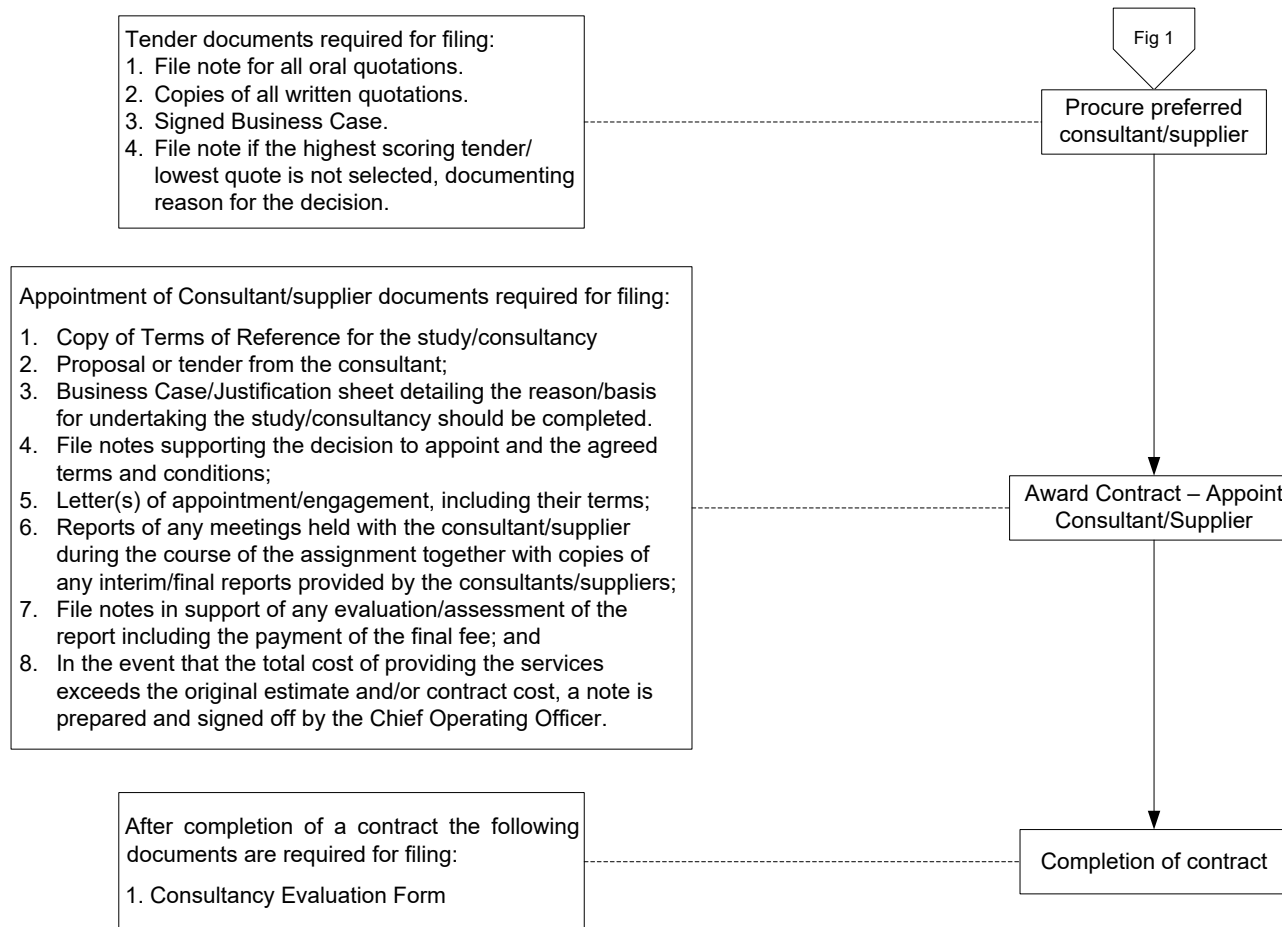 Tender documents required for filing:
1. File note for all oral quotations.
2. Copies of all written quotations.
3. Signed Business Case.
4. File note if the highest scoring tender/
lowest quote is not selected, documenting
reason for the decision.
Fig 1
Procure preferred
consultant/supplier
Appointment of Consultant/supplier documents required for filing:
1. Copy of Terms of Reference for the study/consultancy
2. Proposal or tender from the consultant;
3. Business Case/Justification sheet detailing the reason/basis
for undertaking the study/consultancy should be completed.
4. File notes supporting the decision to appoint and the agreed
terms and conditions;
5. Letter(s) of appointment/engagement, including their terms;
6. Reports of any meetings held with the consultant/supplier
during the course of the assignment together with copies of
any interim/final reports provided by the consultants/suppliers;
7. File notes in support of any evaluation/assessment of the
report including the payment of the final fee; and
8. In the event that the total cost of providing the services
exceeds the original estimate and/or contract cost, a note is
prepared and signed off by the Chief Operating Officer.
Award Contract – Appoint
Consultant/Supplier
After completion of a contract the following
documents are required for filing:
1. Consultancy Evaluation Form
Completion of contract